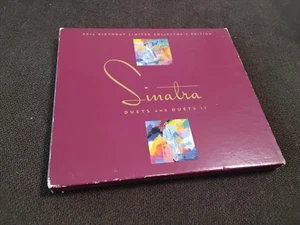 80TH BIRTHDAY LIMITED COLLECTOR'S EDITION
Sinatra
DUETS AND DUETS II